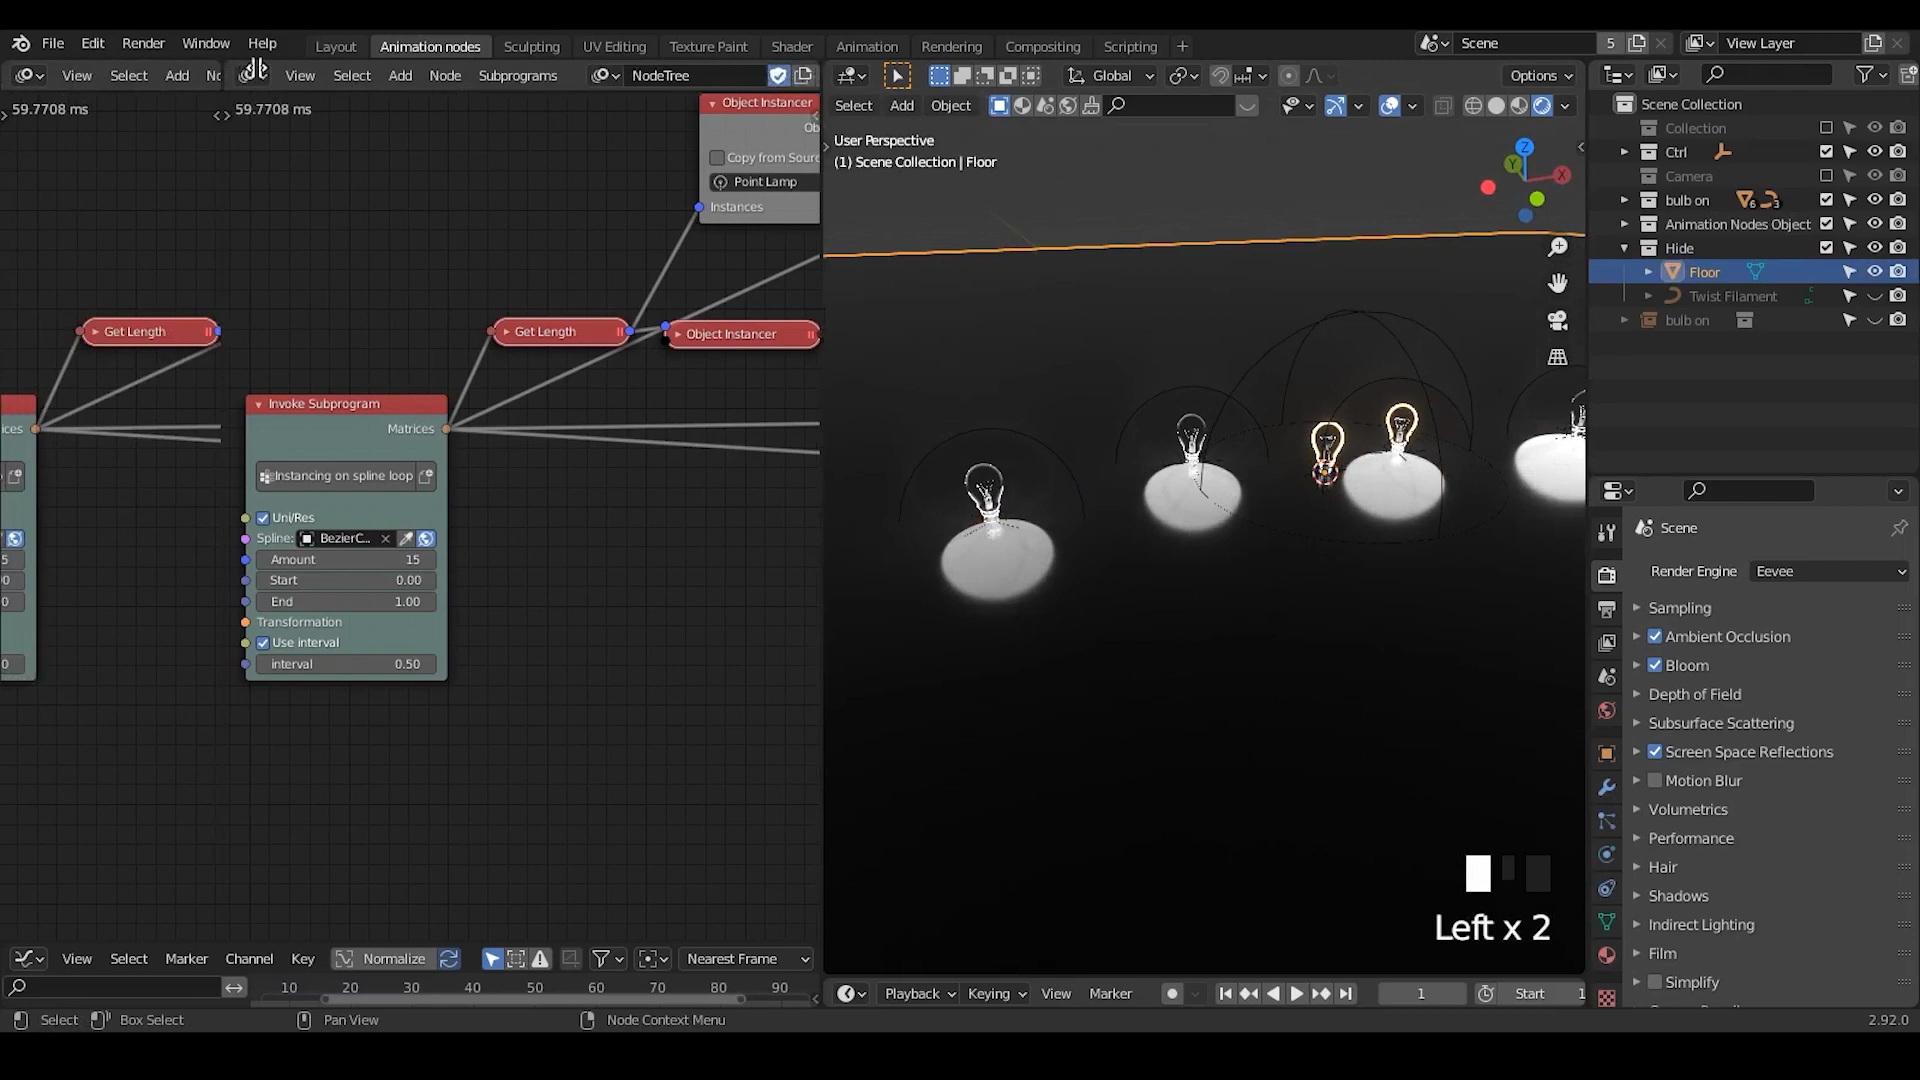 File Edit Render Window Help
Layout Animation nodes Sculpting UV Editing Texture Paint Shader Animation Rendering Compositing Scripting
Scene 5 View Layer
View Select Add
View Select Add Node Subprograms NodeTree
Global Options
59.7708 ms
59.7708 ms
Object Instancer
Copy from
Point Lamp
Instances
Get Length
Get Length
Object Instancer
Invoke Subprogram
Matrices
Instancing on spline loop
Uni/Res
Spline: BezierC...
Amount 15
Start 0.00
End 1.00
Transformation
Use interval
interval 0.50
Select Add Object
User Perspective
(1) Scene Collection | Floor
Z
Y
X
Left x 2
Scene Collection
Collection
Ctrl
Camera
bulb on 6 3
Animation Nodes Object
Hide
Floor
Twist Filament
bulb on
Scene
Render Engine Eevee
Sampling
Ambient Occlusion
Bloom
Depth of Field
Subsurface Scattering
Screen Space Reflections
Motion Blur
Volumetrics
Performance
Hair
Shadows
Indirect Lighting
Film
Simplify
View Select Marker Channel Key Normalize Nearest Frame
10 20 30 40 50 60 70 80 90
Playback Keying View Marker 1 Start 1
Select Box Select Pan View Node Context Menu
2.92.0